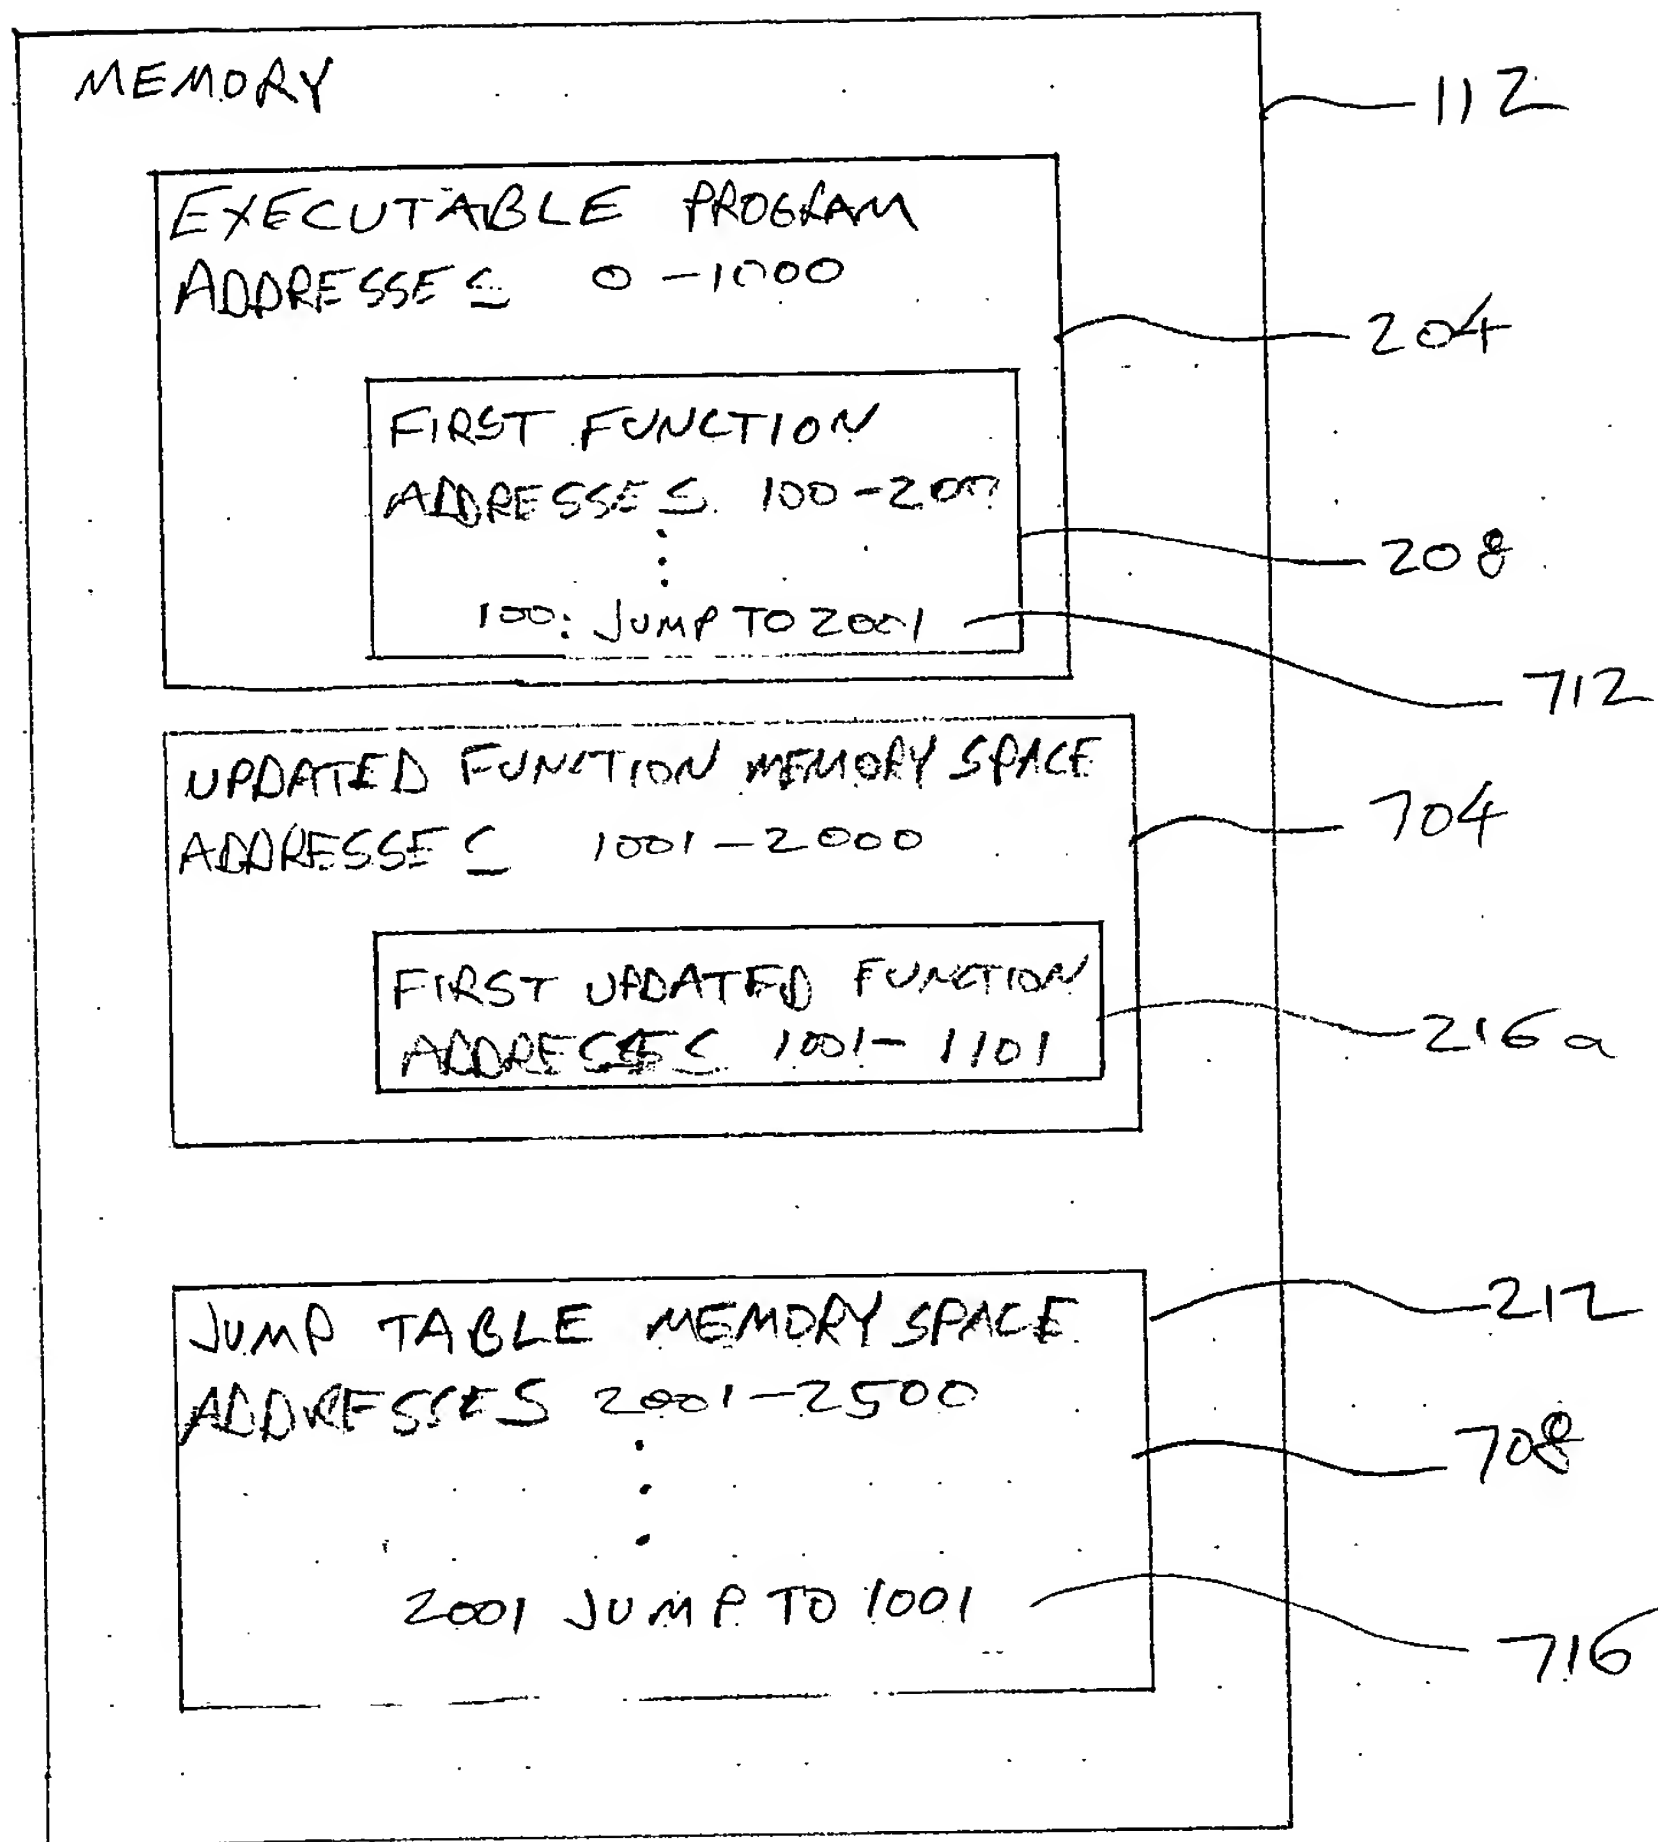 MEMORY
112
EXECUTABLE PROGRAM
ADDRESSES 0-1000
204
FIRST FUNCTION
ADDRESSES 100-200
208
100: JUMP TO 2001
712
UPDATED FUNCTION MEMORY SPACE
704
ADDRESSES 1001-2000
FIRST UPDATED FUNCTION
216a
ADDRESSES 1001-1101
212
JUMP TABLE MEMORY SPACE
ADDRESSES 2001-2500
708
2001 JUMP TO 1001
716